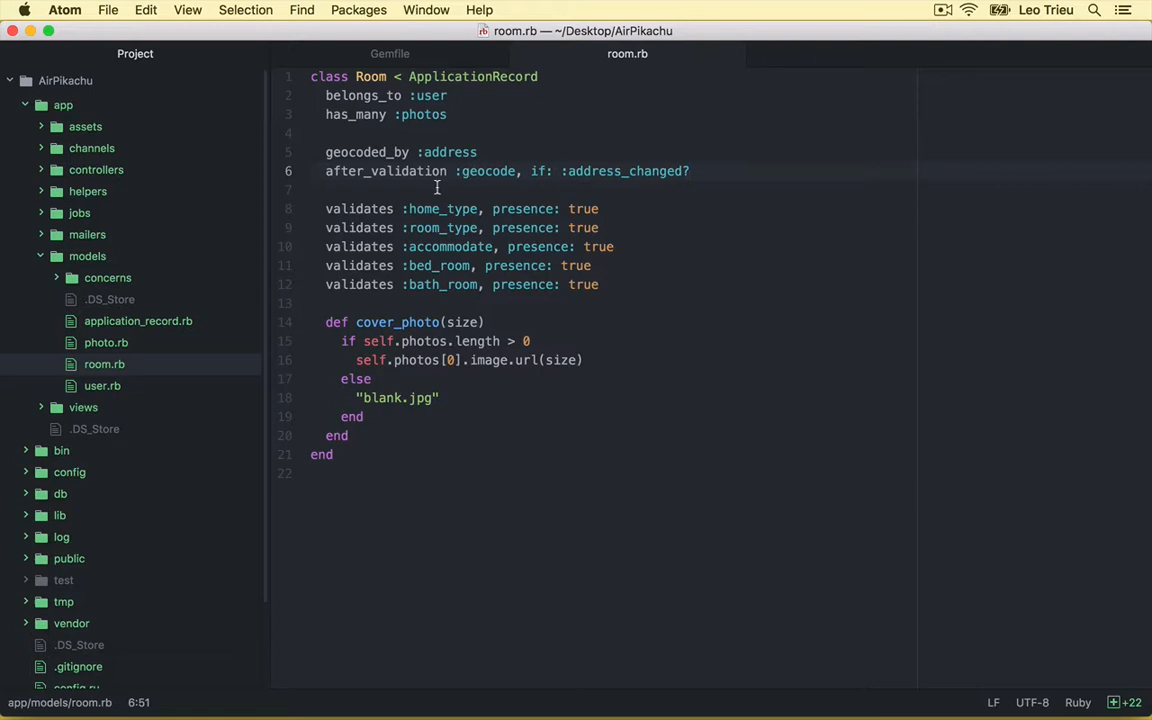 Atom File Edit View Selection Find Packages Window Help Leo Trieu
room.rb — ~/Desktop/AirPikachu
Project
Gemfile
room.rb
AirPikachu
app
assets
channels
controllers
helpers
jobs
mailers
models
concerns
.DS_Store
application_record.rb
photo.rb
room.rb
user.rb
views
.DS_Store
bin
config
db
lib
log
public
test
tmp
vendor
.DS_Store
.gitignore
config.ru
1 class Room < ApplicationRecord
2 belongs_to :user
3 has_many :photos
4
5 geocoded_by :address
6 after_validation :geocode, if: :address_changed?
7
8 validates :home_type, presence: true
9 validates :room_type, presence: true
10 validates :accommodate, presence: true
11 validates :bed_room, presence: true
12 validates :bath_room, presence: true
13
14 def cover_photo(size)
15 if self.photos.length > 0
16 self.photos[0].image.url(size)
17 else
18 "blank.jpg"
19 end
20 end
21 end
22
app/models/room.rb 6:51 LF UTF-8 Ruby +22